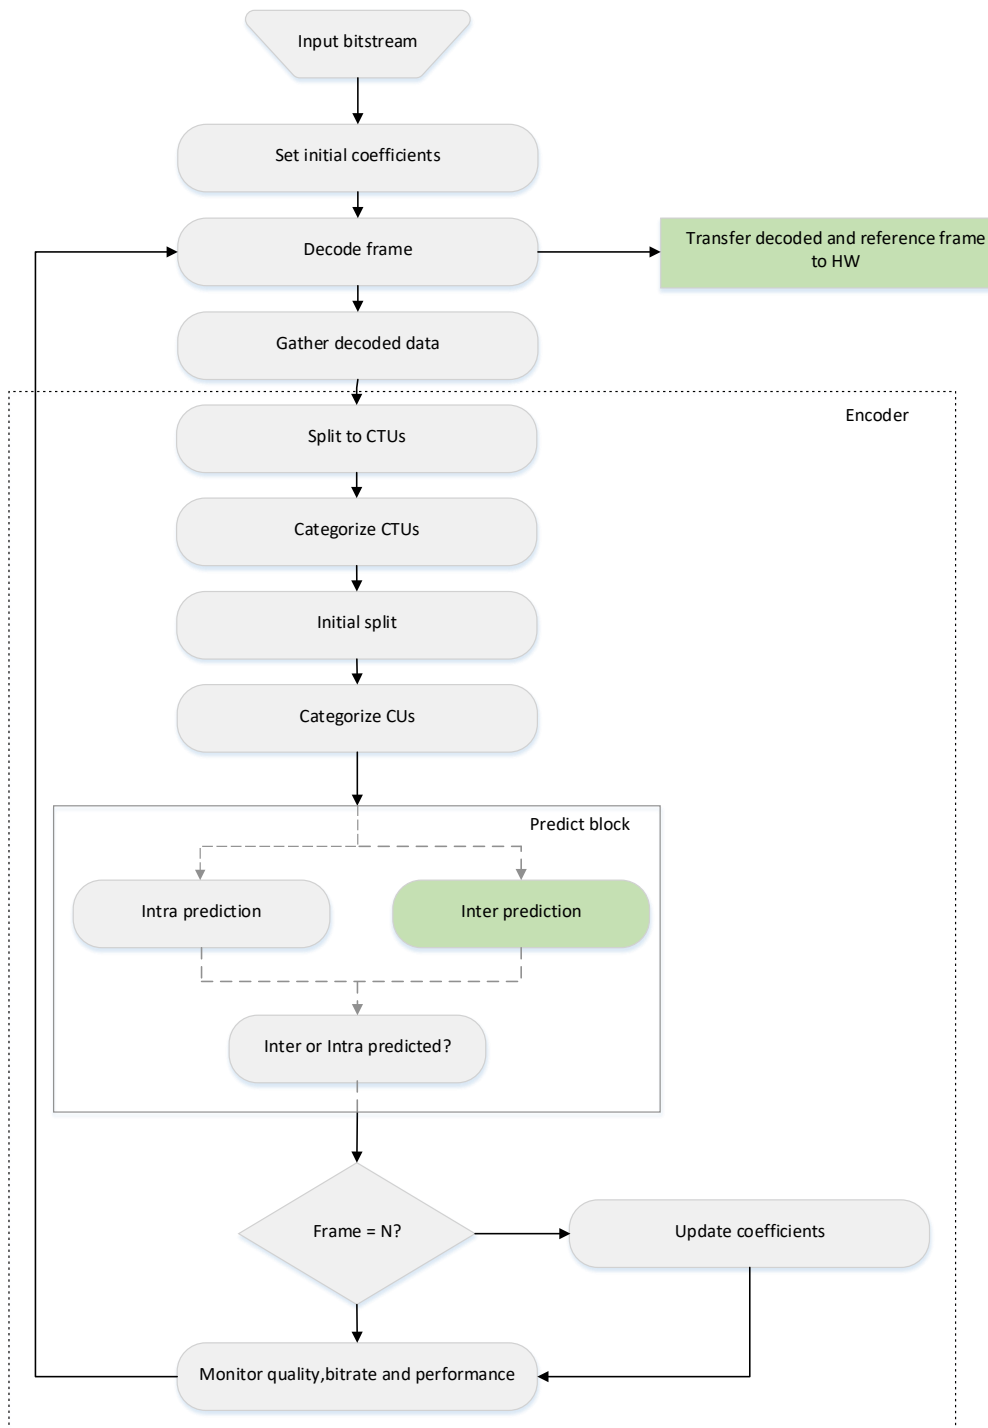 Input bitstream
Set initial coefficients
Decode frame
Transfer decoded and reference frame
to HW
Gather decoded data
Encoder
Split to CTUs
Categorize CTUs
Initial split
Categorize CUs
Predict block
Intra prediction
Inter prediction
Inter or Intra predicted?
Frame = N?
Update coefficients
Monitor quality,bitrate and performance